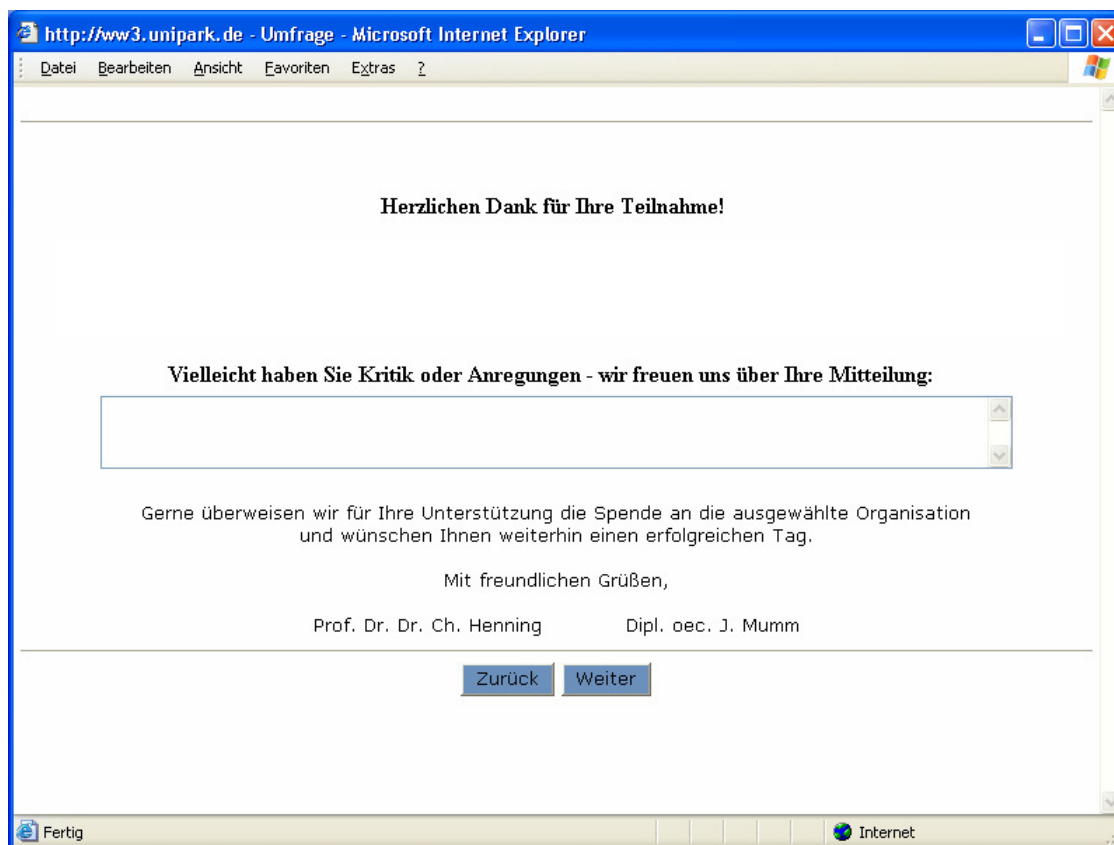 http://ww3.unipark.de - Umfrage - Microsoft Internet Explorer
Datei Bearbeiten Ansicht Favoriten Extras ?
Herzlichen Dank für Ihre Teilnahme!
Vielleicht haben Sie Kritik oder Anregungen - wir freuen uns über Ihre Mitteilung:
Gerne überweisen wir für Ihre Unterstützung die Spende an die ausgewählte Organisation
und wünschen Ihnen weiterhin einen erfolgreichen Tag.
Mit freundlichen Grüßen,
Prof. Dr. Dr. Ch. Henning Dipl. oec. J. Mumm
Zurück Weiter
Fertig Internet